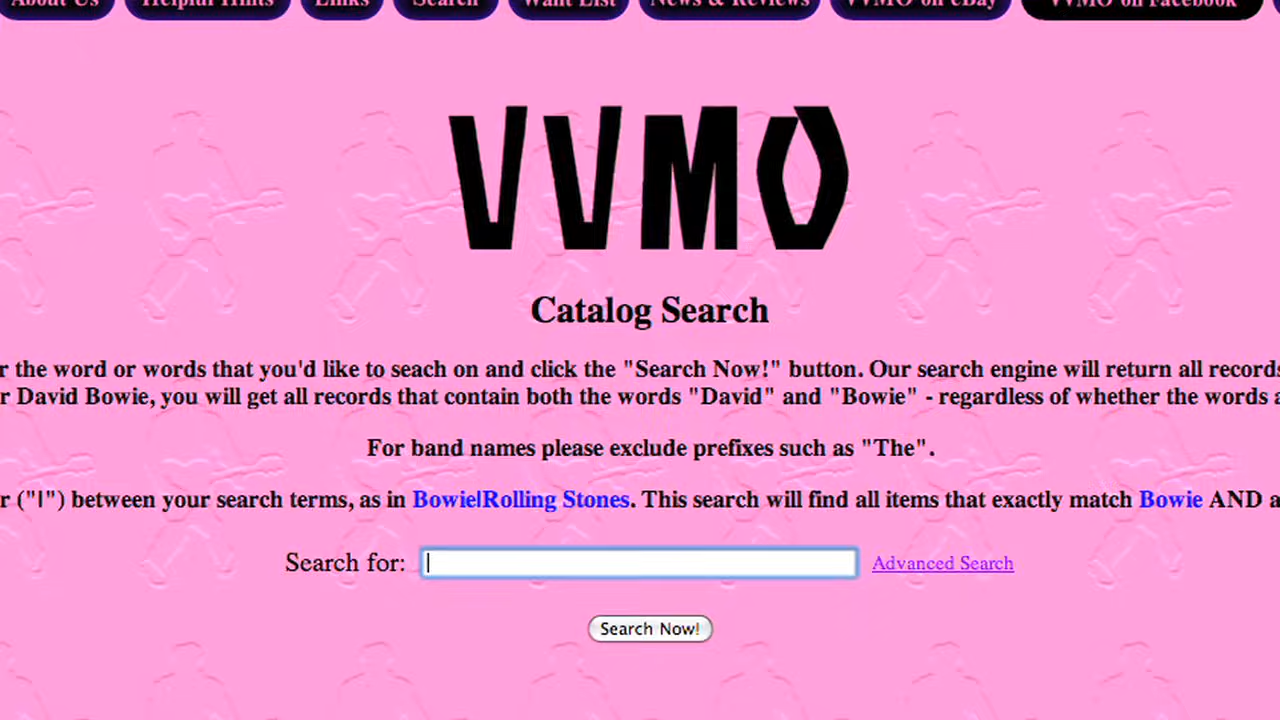 About Us Helpful Hints Links Search Want List News & Reviews VVMO on eBay VVMO on Facebook
VVMO
Catalog Search
r the word or words that you'd like to seach on and click the "Search Now!" button. Our search engine will return all records
r David Bowie, you will get all records that contain both the words "David" and "Bowie" - regardless of whether the words a
For band names please exclude prefixes such as "The".
r ("|") between your search terms, as in Bowie|Rolling Stones. This search will find all items that exactly match Bowie AND a
Search for: Advanced Search
Search Now!